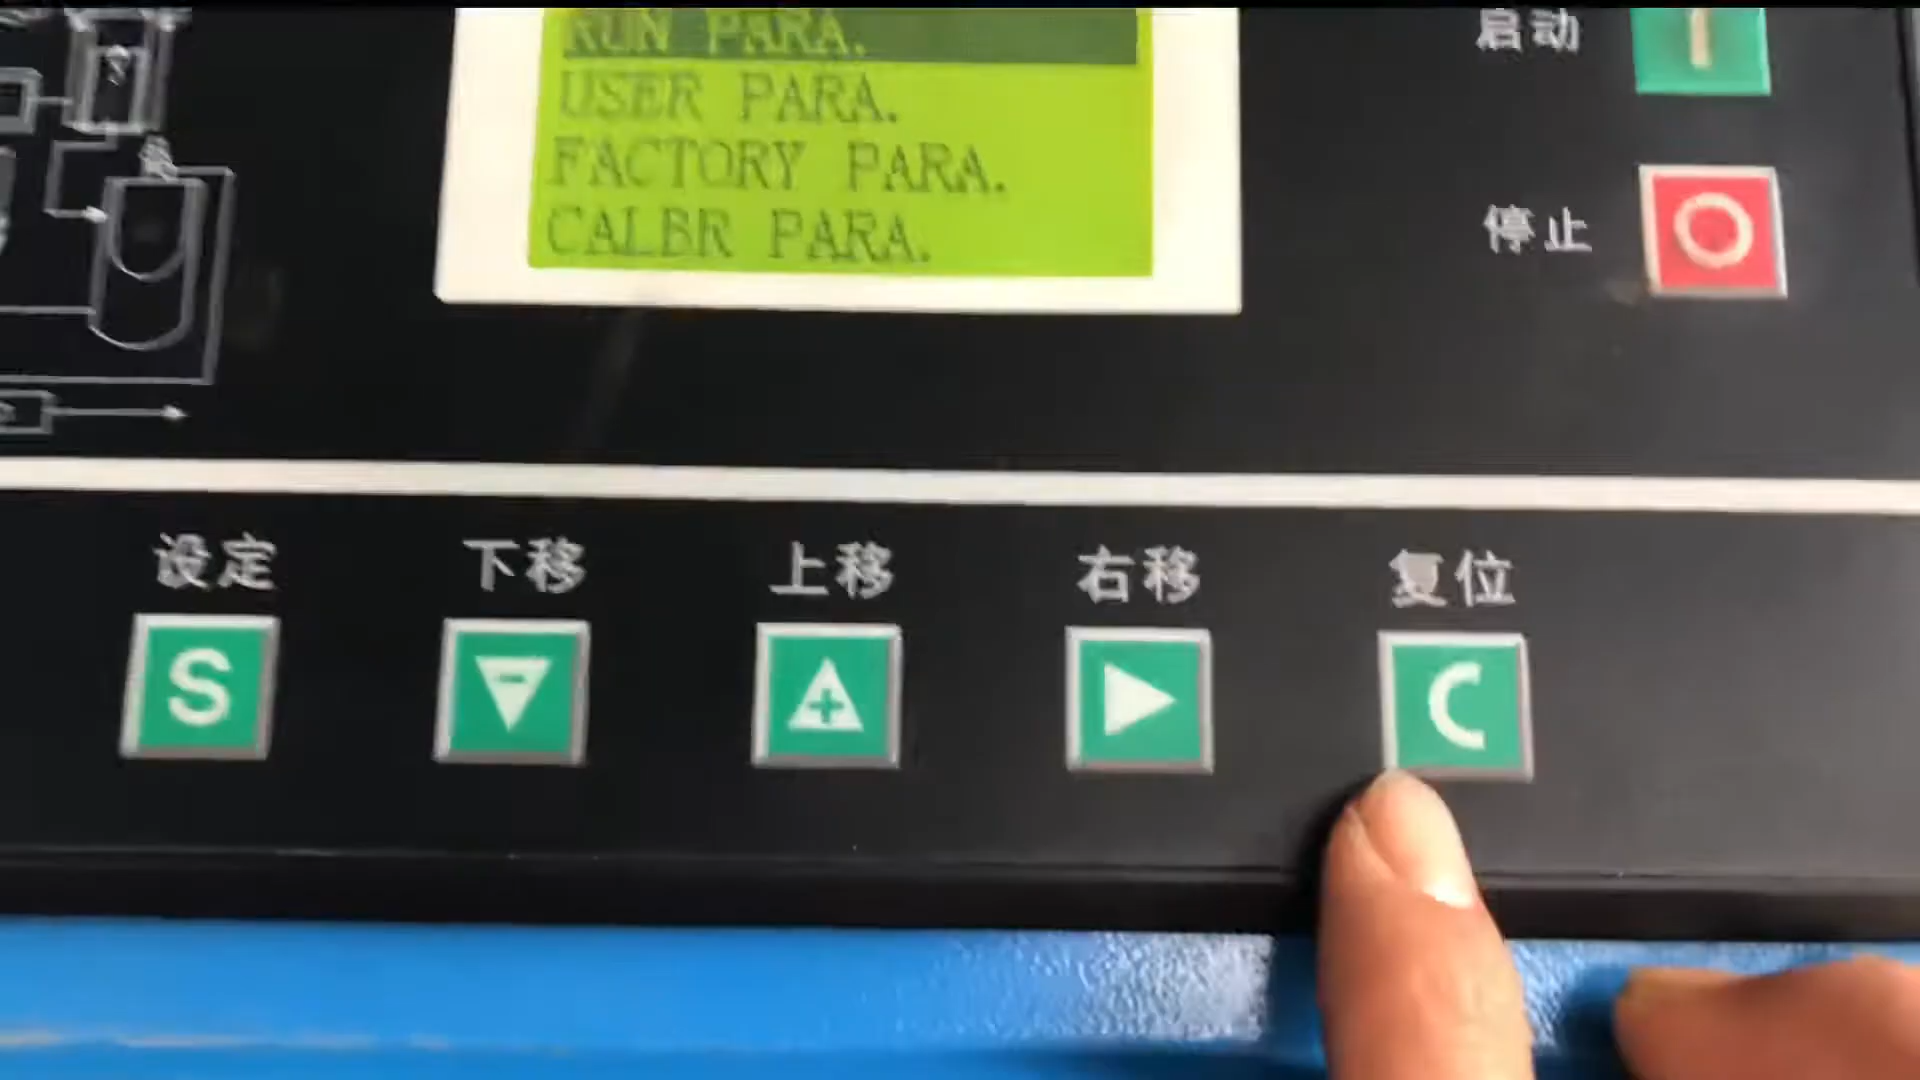 RUN PARA.
USER PARA.
FACTORY PARA.
CALBR PARA.
启动
停止
设定
下移
上移
右移
复位
S
C